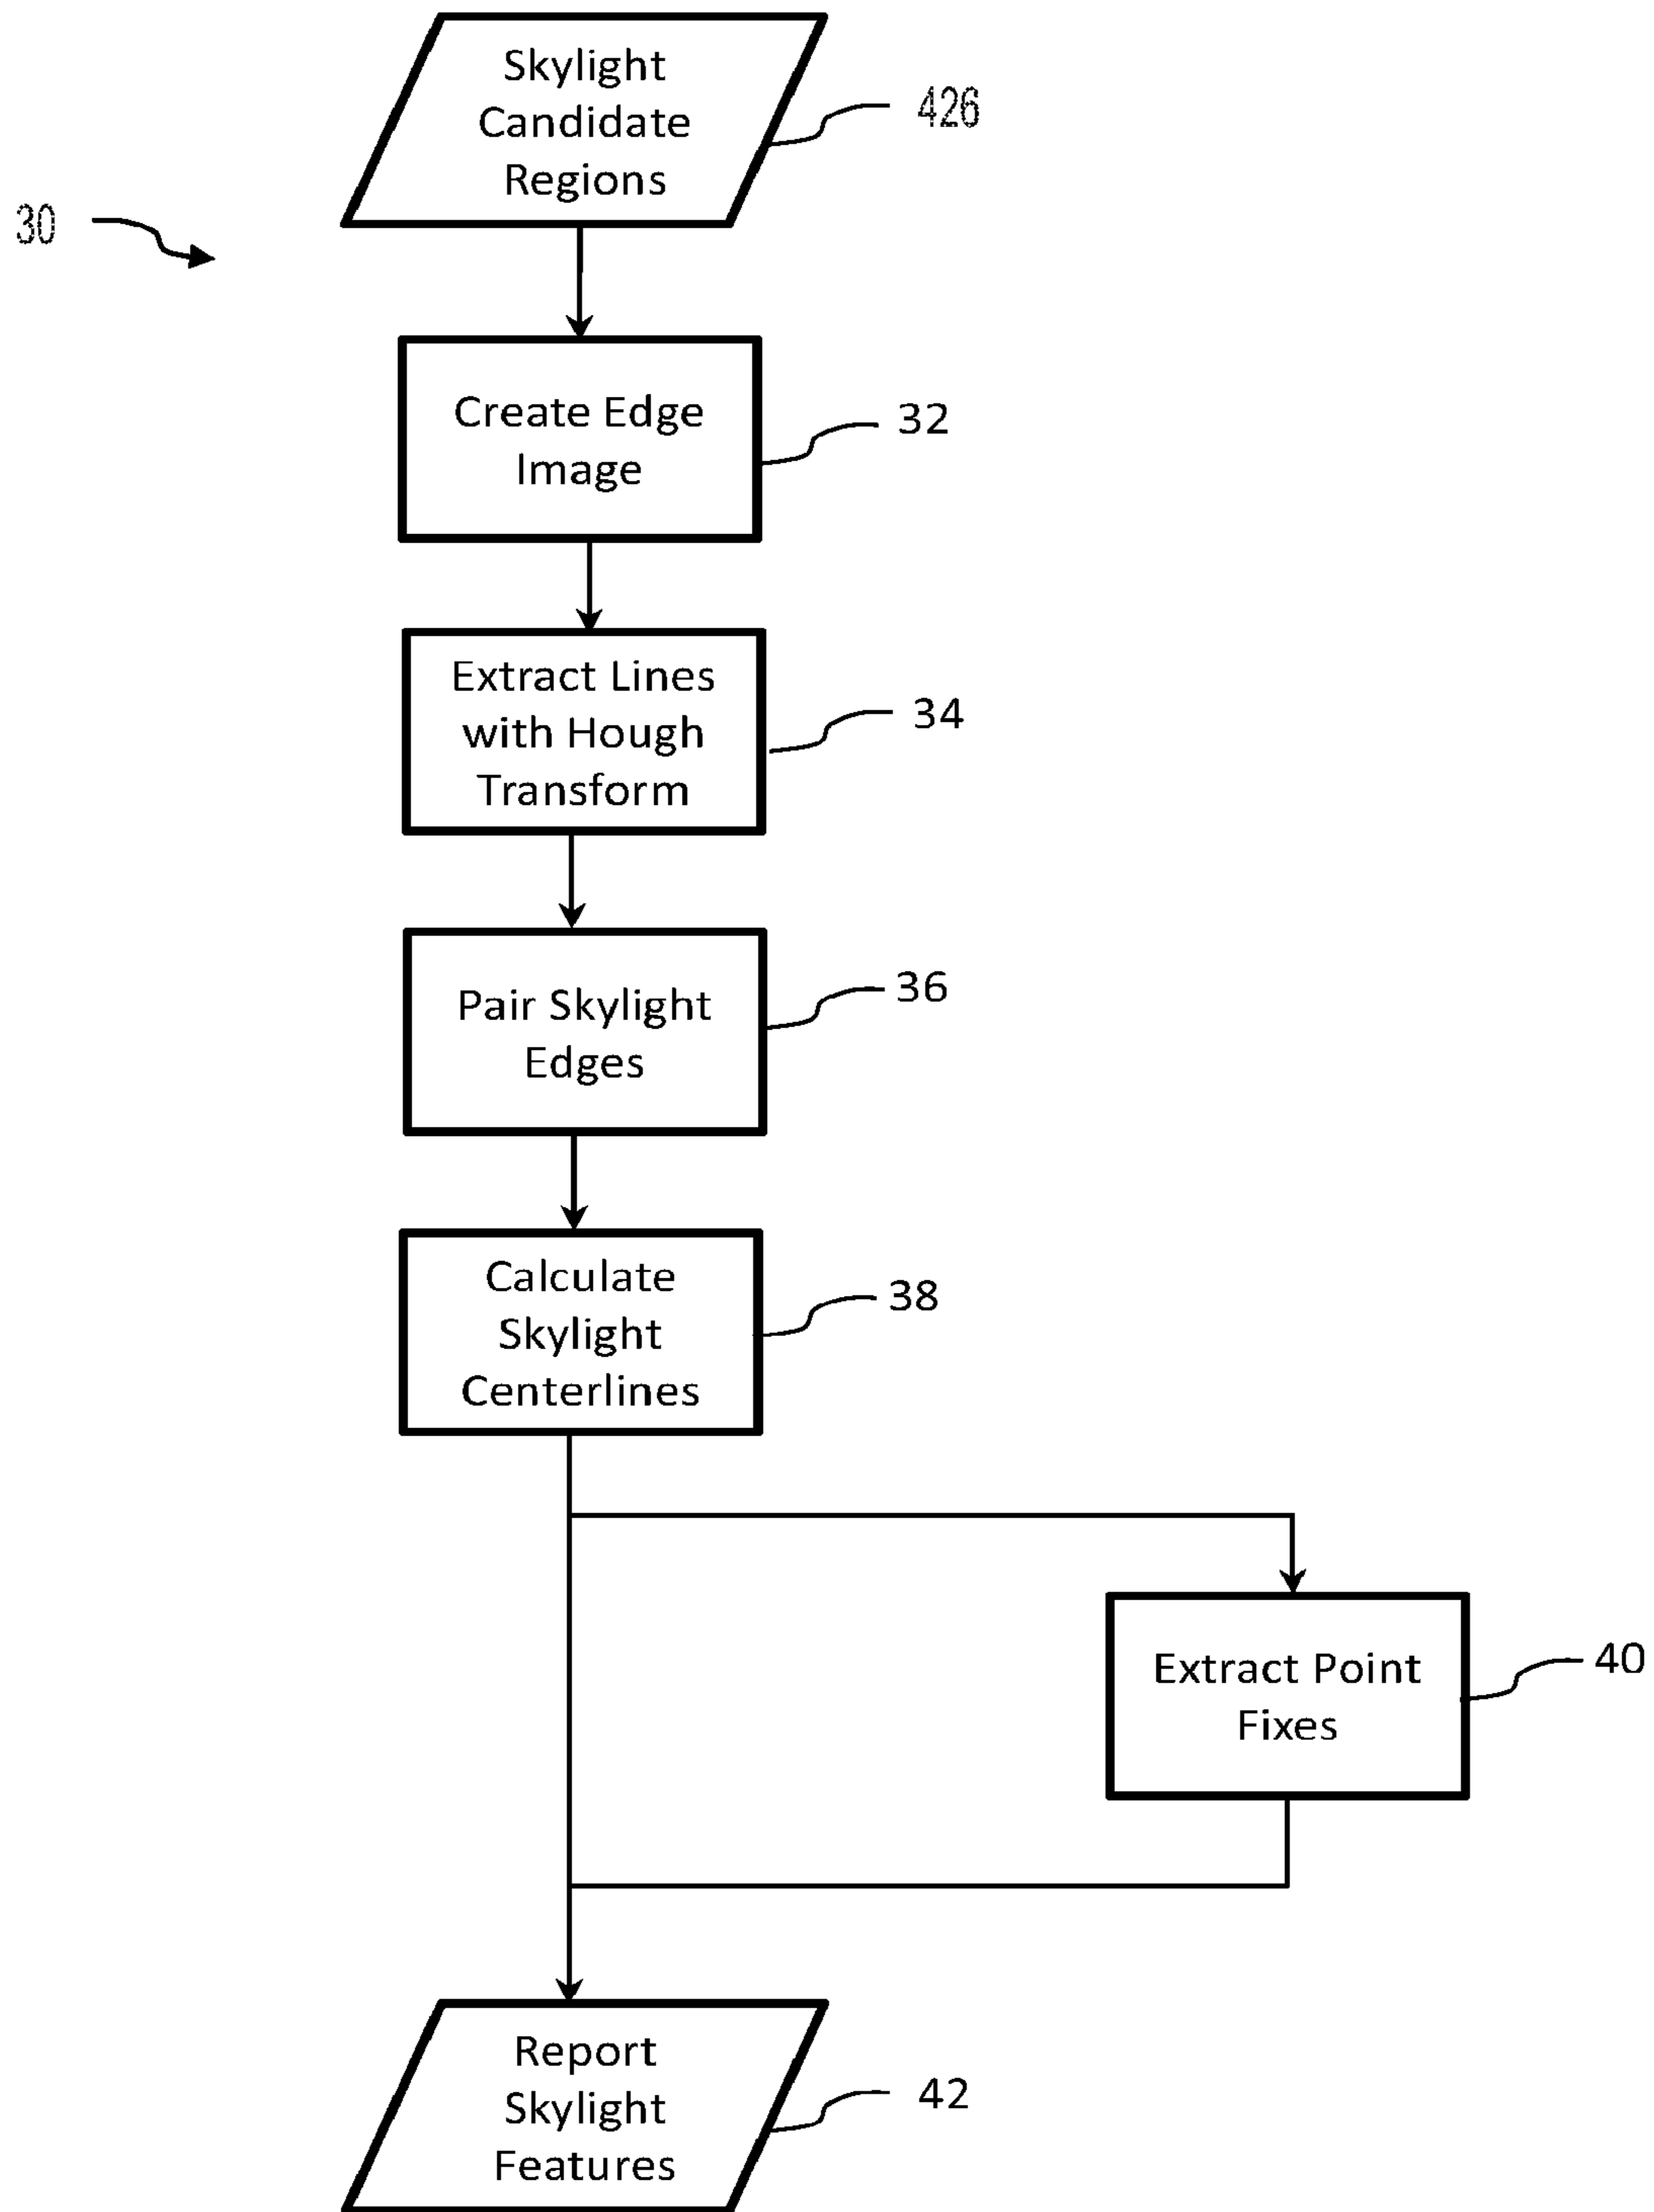 Skylight
Candidate
Regions
426
30
Create Edge
Image
32
Extract Lines
with Hough
Transform
34
Pair Skylight
Edges
36
Calculate
Skylight
Centerlines
38
Extract Point
Fixes
40
Report
Skylight
Features
42